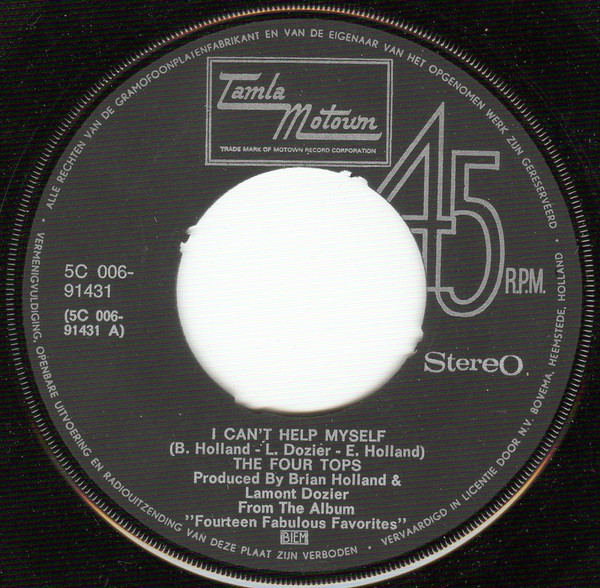 ALLE RECHTEN VAN DE GRAMOFOONPLATENFABRIKANT EN VAN DE EIGENAAR VAN HET OPGENOMEN WERK ZIJN GERESERVEERD
Tamla
Motown
TRADE MARK OF MOTOWN RECORD CORPORATION
45
R.P.M.
5C 006-
91431
(5C 006-
91431 A)
StereO
I CAN'T HELP MYSELF
(B. Holland - L. Dozier - E. Holland)
THE FOUR TOPS
Produced By Brian Holland &
Lamont Dozier
From The Album
"Fourteen Fabulous Favorites"
BIEM
• VERMENIGVULDIGING, OPENBARE UITVOERING EN RADIOUITZENDING VAN DEZE PLAAT ZIJN VERBODEN • VERVAARDIGD IN LICENTIE DOOR N.V. BOVEMA, HEEMSTEDE, HOLLAND •